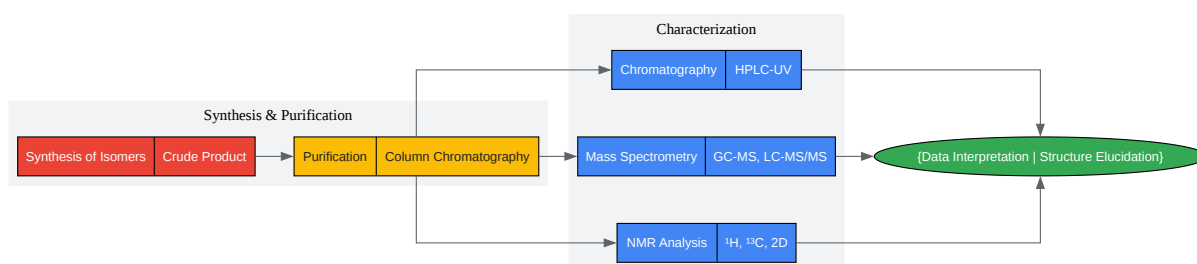 Characterization
Chromatography | HPLC-UV
Synthesis & Purification
Synthesis of Isomers | Crude Product
Purification | Column Chromatography
Mass Spectrometry | GC-MS, LC-MS/MS
{Data Interpretation | Structure Elucidation}
NMR Analysis | ¹H, ¹³C, 2D